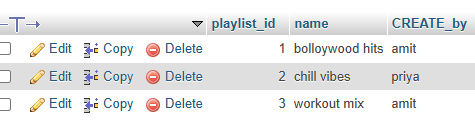 playlist_id name CREATE_by
Edit Copy Delete 1 bolloywood hits amit
Edit Copy Delete 2 chill vibes priya
Edit Copy Delete 3 workout mix amit